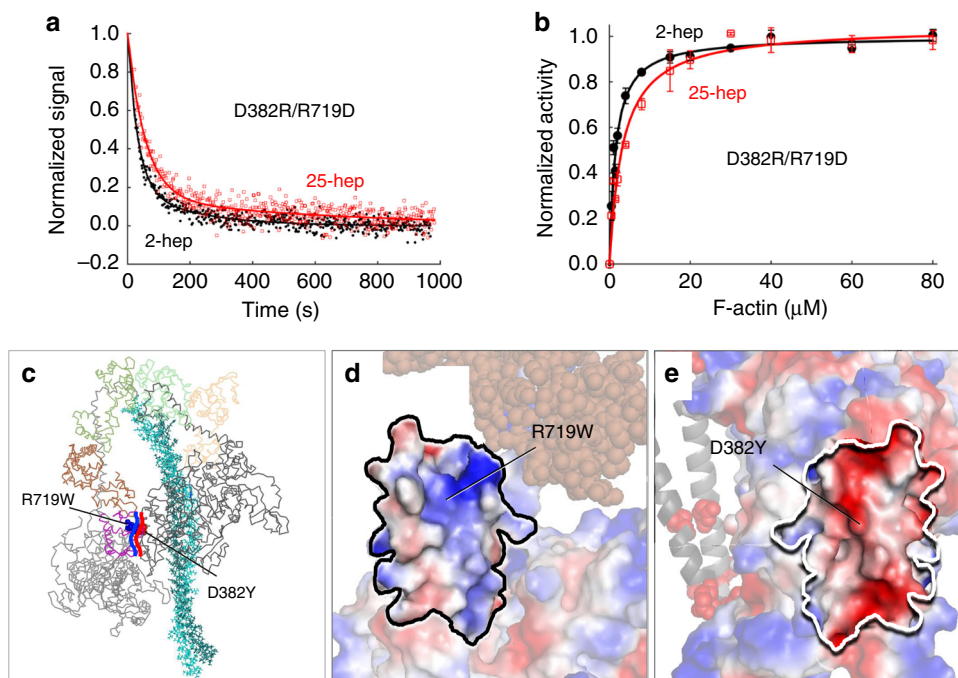 a
Normalized signal
1.0
0.8
0.6
0.4
0.2
0.0
−0.2
D382R/R719D
25-hep
2-hep
0 200 400 600 800 1000
Time (s)
b
Normalized activity
1.0
0.8
0.6
0.4
0.2
0.0
2-hep
25-hep
D382R/R719D
0 20 40 60 80
F-actin (μM)
c
R719W
D382Y
d
R719W
e
D382Y